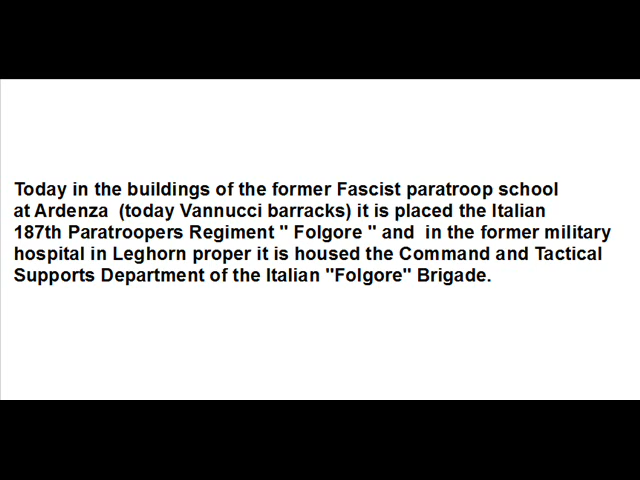 Today in the buildings of the former Fascist paratroop school
at Ardenza  (today Vannucci barracks) it is placed the Italian
187th Paratroopers Regiment " Folgore " and  in the former military
hospital in Leghorn proper it is housed the Command and Tactical
Supports Department of the Italian "Folgore" Brigade.